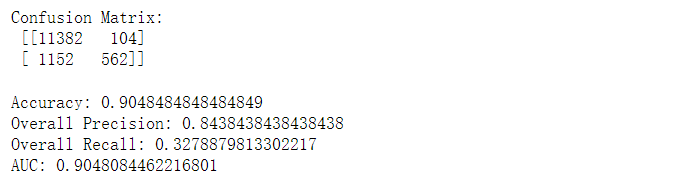 Confusion Matrix:
[[11382 104]
[ 1152 562]]
Accuracy: 0.9048484848484849
Overall Precision: 0.8438438438438438
Overall Recall: 0.3278879813302217
AUC: 0.9048084462216801